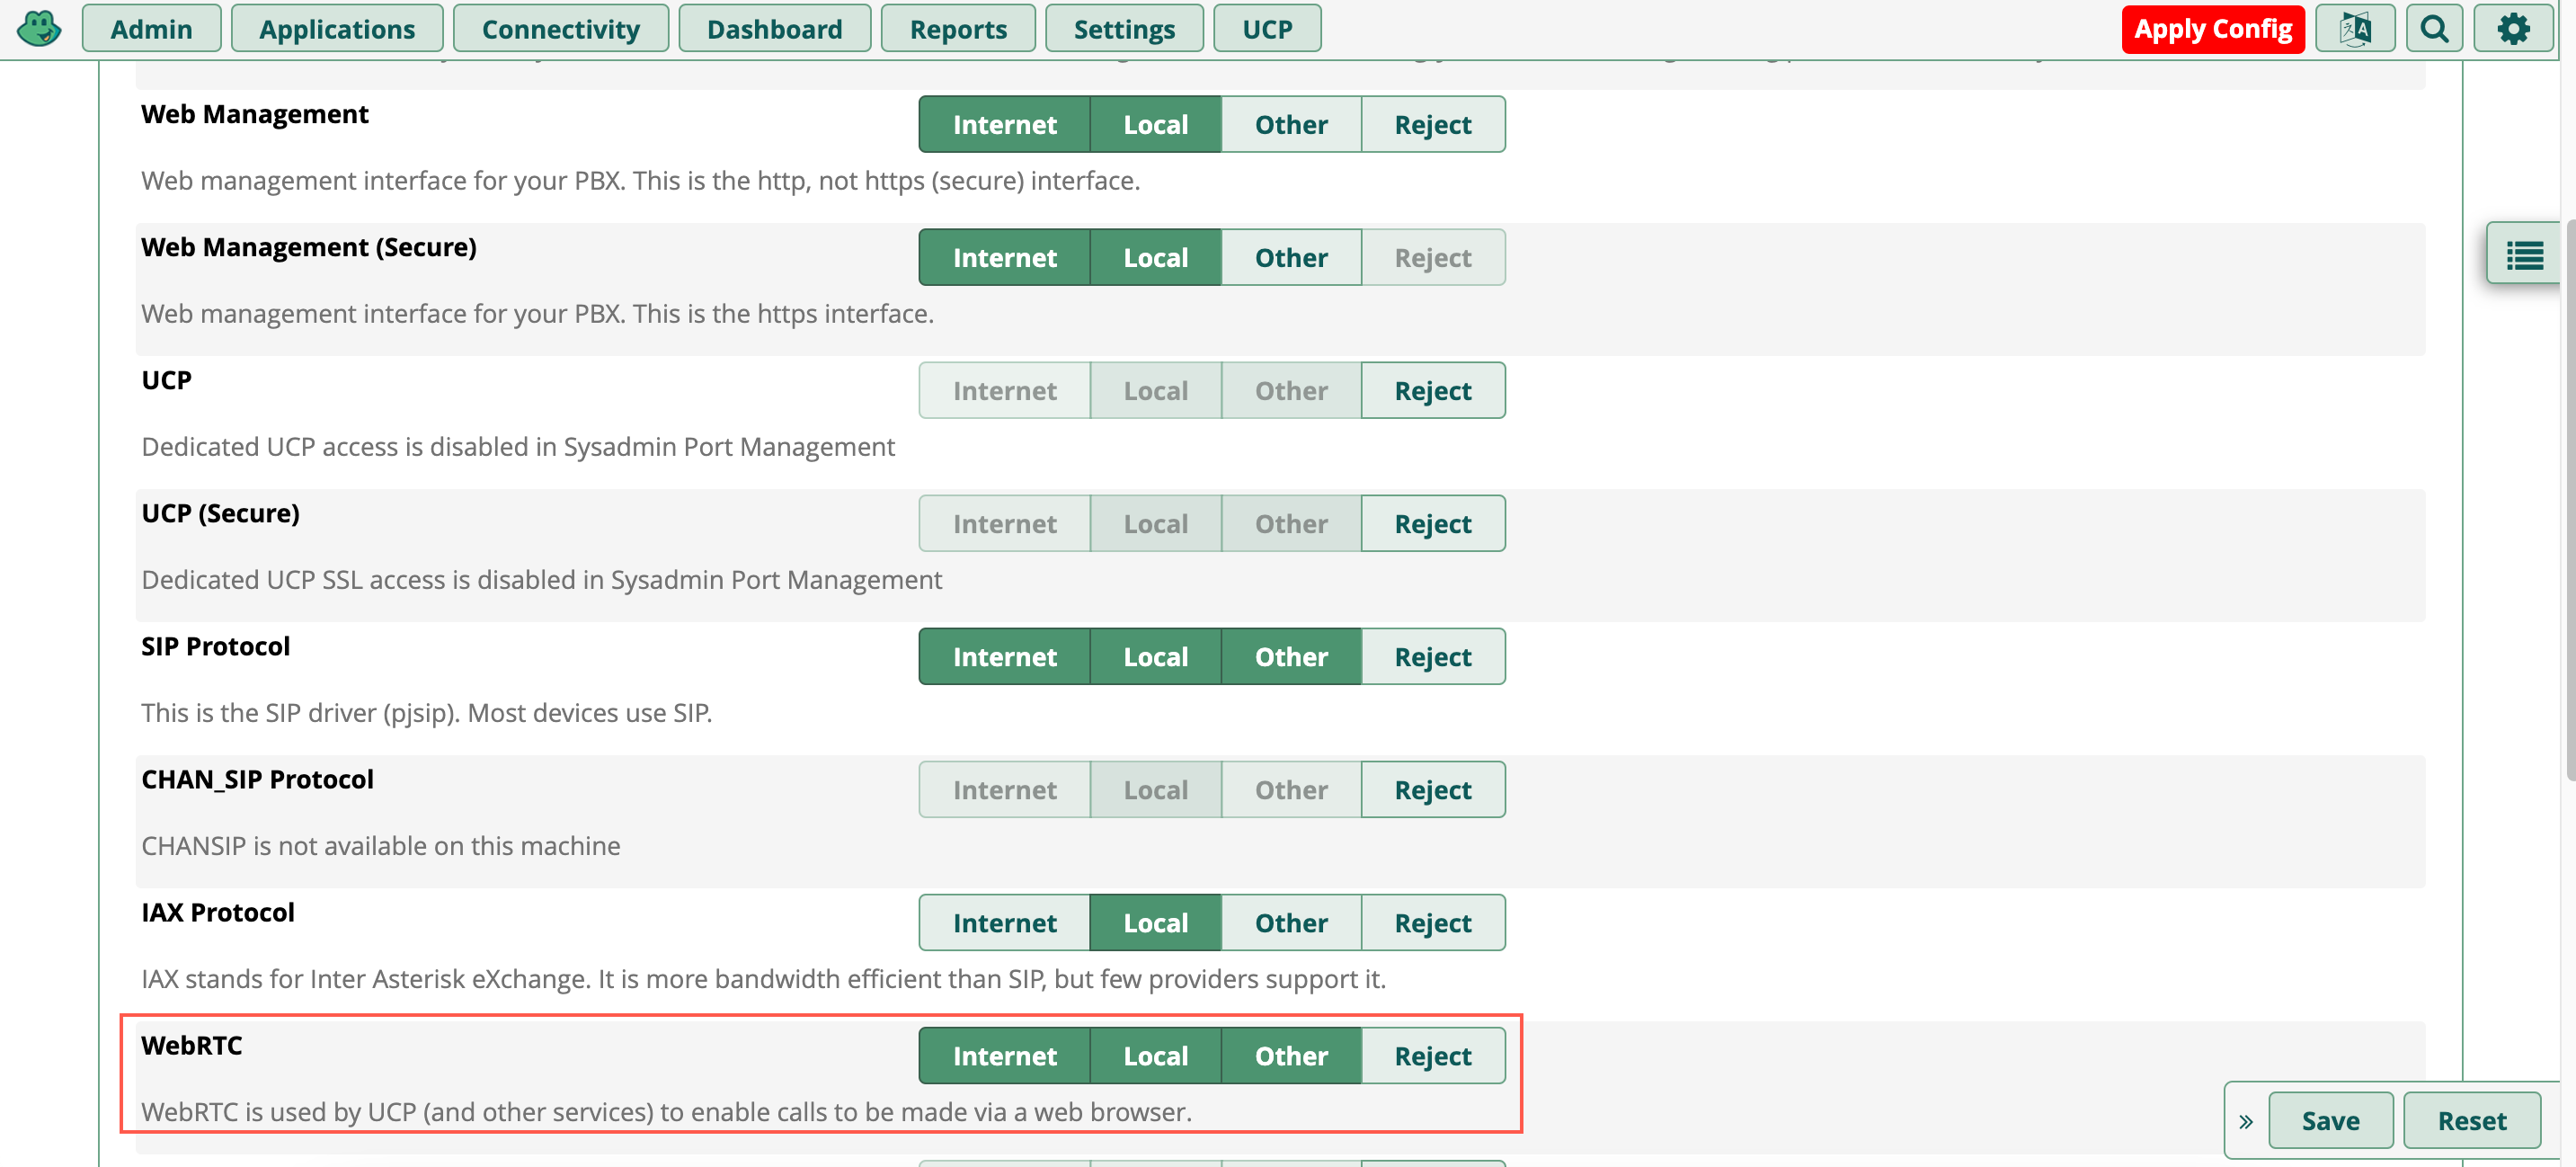 Admin Applications Connectivity Dashboard Reports Settings UCP Apply Config
Web Management Internet Local Other Reject
Web management interface for your PBX. This is the http, not https (secure) interface.
Web Management (Secure) Internet Local Other Reject
Web management interface for your PBX. This is the https interface.
UCP Internet Local Other Reject
Dedicated UCP access is disabled in Sysadmin Port Management
UCP (Secure) Internet Local Other Reject
Dedicated UCP SSL access is disabled in Sysadmin Port Management
SIP Protocol Internet Local Other Reject
This is the SIP driver (pjsip). Most devices use SIP.
CHAN_SIP Protocol Internet Local Other Reject
CHANSIP is not available on this machine
IAX Protocol Internet Local Other Reject
IAX stands for Inter Asterisk eXchange. It is more bandwidth efficient than SIP, but few providers support it.
WebRTC Internet Local Other Reject
WebRTC is used by UCP (and other services) to enable calls to be made via a web browser.
» Save Reset